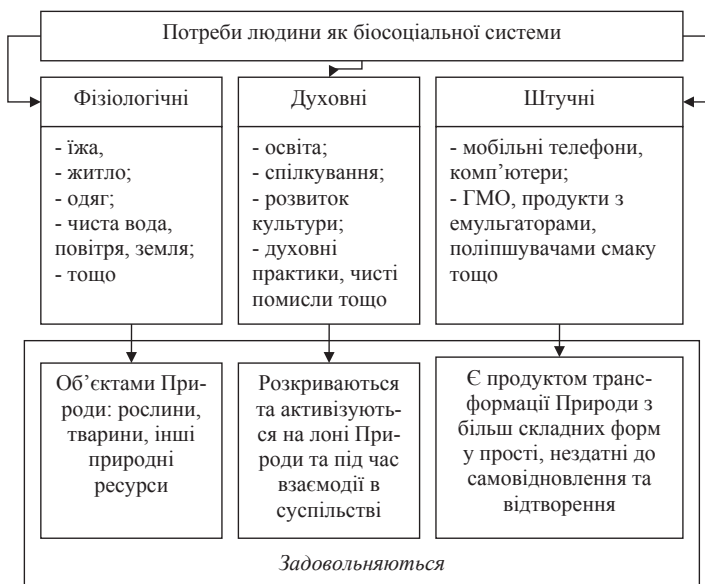 Потреби людини як біосоціальної системи
Фізіологічні
- їжа,
- житло;
- одяг;
- чиста вода,
повітря, земля;
- тощо
Духовні
- освіта;
- спілкування;
- розвиток
культури;
- духовні
практики, чисті
помисли тощо
Штучні
- мобільні телефони,
комп’ютери;
- ГМО, продукти з
емульгаторами,
поліпшувачами смаку
тощо
Об’єктами При-
роди: рослини,
тварини, інші
природні
ресурси
Розкриваються
та активізують-
ся на лоні При-
роди та під час
взаємодії в
суспільстві
Є продуктом транс-
формації Природи з
більш складних форм
у прості, нездатні до
самовідновлення та
відтворення
Задовольняються